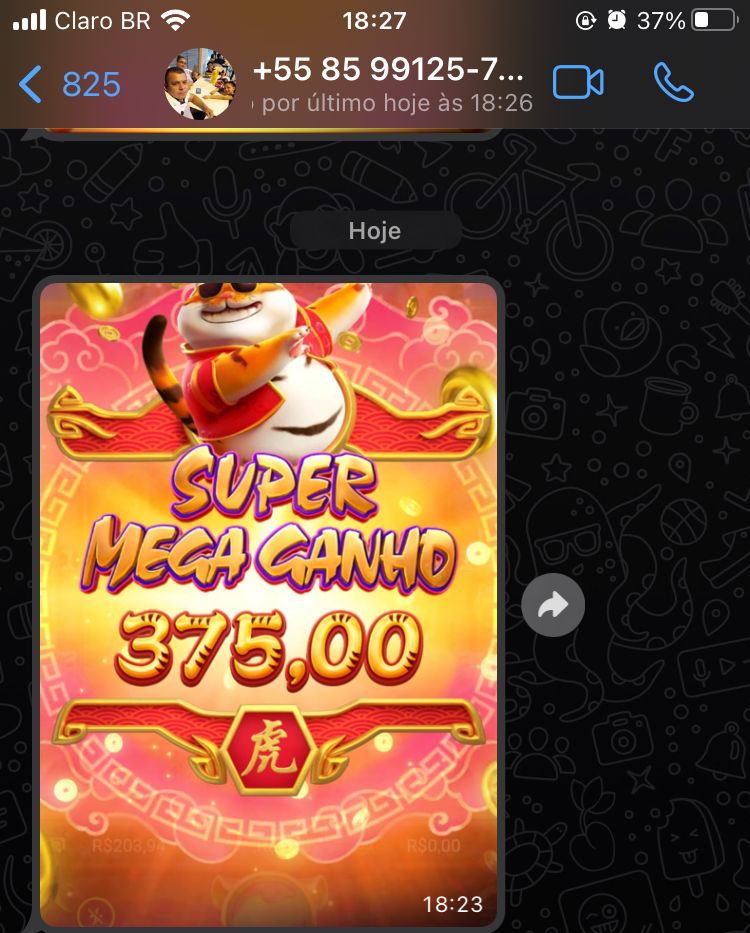 Claro BR 18:27 37%
825 +55 85 99125-7...
por último hoje às 18:26
Hoje
SUPER
MEGA GANHO
375,00
虎
R$203,94 R$0,00
18:23